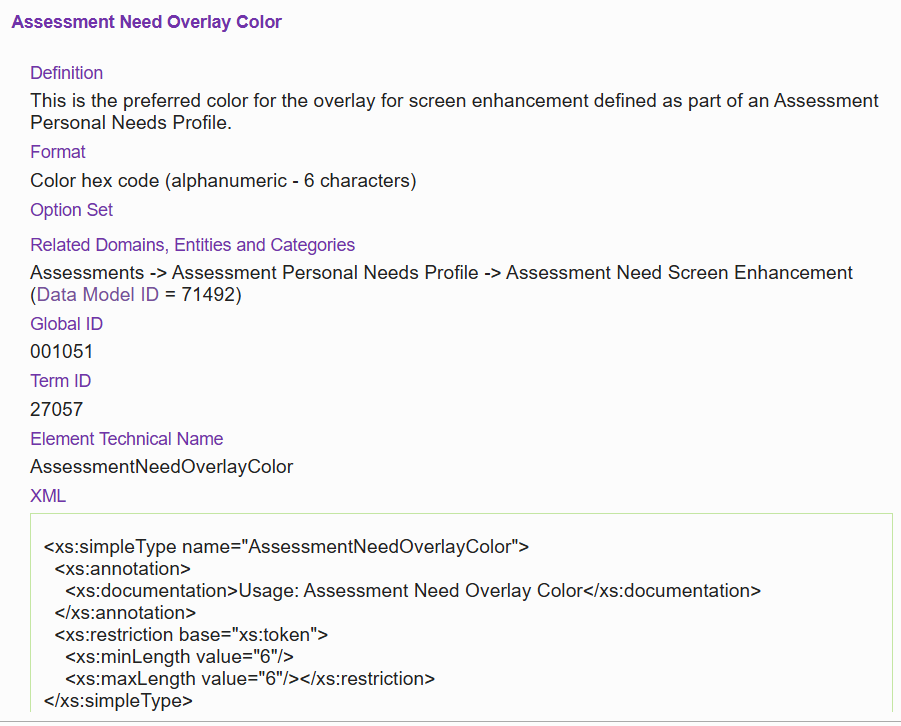 Assessment Need Overlay Color
Definition
This is the preferred color for the overlay for screen enhancement defined as part of an Assessment
Personal Needs Profile.
Format
Color hex code (alphanumeric - 6 characters)
Option Set
Related Domains, Entities and Categories
Assessments -> Assessment Personal Needs Profile -> Assessment Need Screen Enhancement
(Data Model ID = 71492)
Global ID
001051
Term ID
27057
Element Technical Name
AssessmentNeedOverlayColor
XML
<xs:simpleType name="AssessmentNeedOverlayColor">
<xs:annotation>
<xs:documentation>Usage: Assessment Need Overlay Color</xs:documentation>
</xs:annotation>
<xs:restriction base="xs:token">
<xs:minLength value="6"/>
<xs:maxLength value="6"/></xs:restriction>
</xs:simpleType>